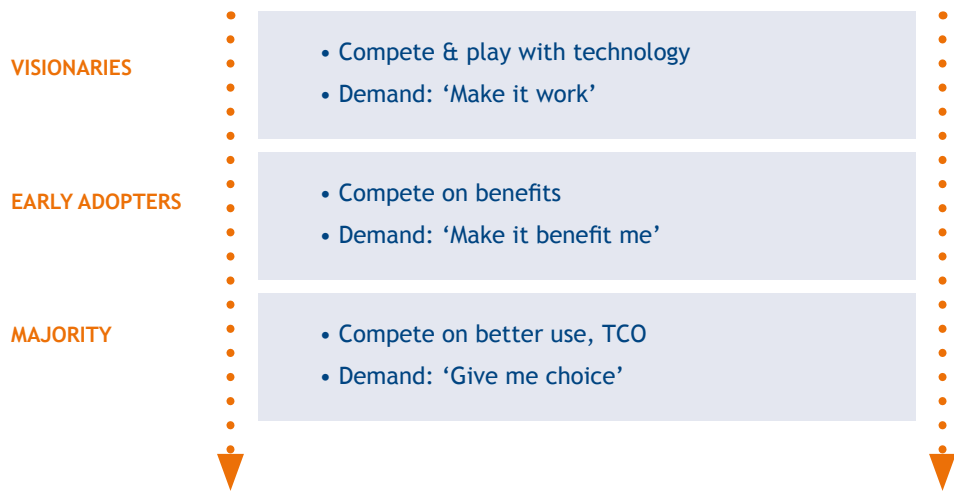 VISIONARIES
• Compete & play with technology
• Demand: ‘Make it work’
EARLY ADOPTERS
• Compete on benefits
• Demand: ‘Make it benefit me’
MAJORITY
• Compete on better use, TCO
• Demand: ‘Give me choice’